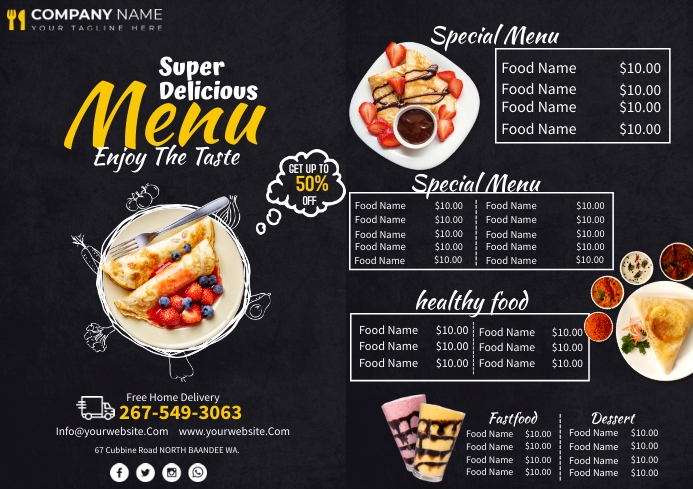 COMPANY NAME
YOUR TAGLINE HERE
Super
Delicious
Menu
Enjoy The Taste
GET UP TO
50%
OFF
Free Home Delivery
267-549-3063
Info@yourwebsite.Com www.yourwebsite.Com
67 Cubbine Road NORTH BAANDEE WA.
Special Menu
Food Name $10.00
Food Name $10.00
Food Name $10.00
Food Name $10.00
Special Menu
Food Name $10.00 Food Name $10.00
Food Name $10.00 Food Name $10.00
Food Name $10.00 Food Name $10.00
Food Name $10.00 Food Name $10.00
Food Name $10.00 Food Name $10.00
healthy food
Food Name $10.00 Food Name $10.00
Food Name $10.00 Food Name $10.00
Food Name $10.00 Food Name $10.00
Fastfood Dessert
Food Name $10.00 Food Name $10.00
Food Name $10.00 Food Name $10.00
Food Name $10.00 Food Name $10.00
Food Name $10.00 Food Name $10.00